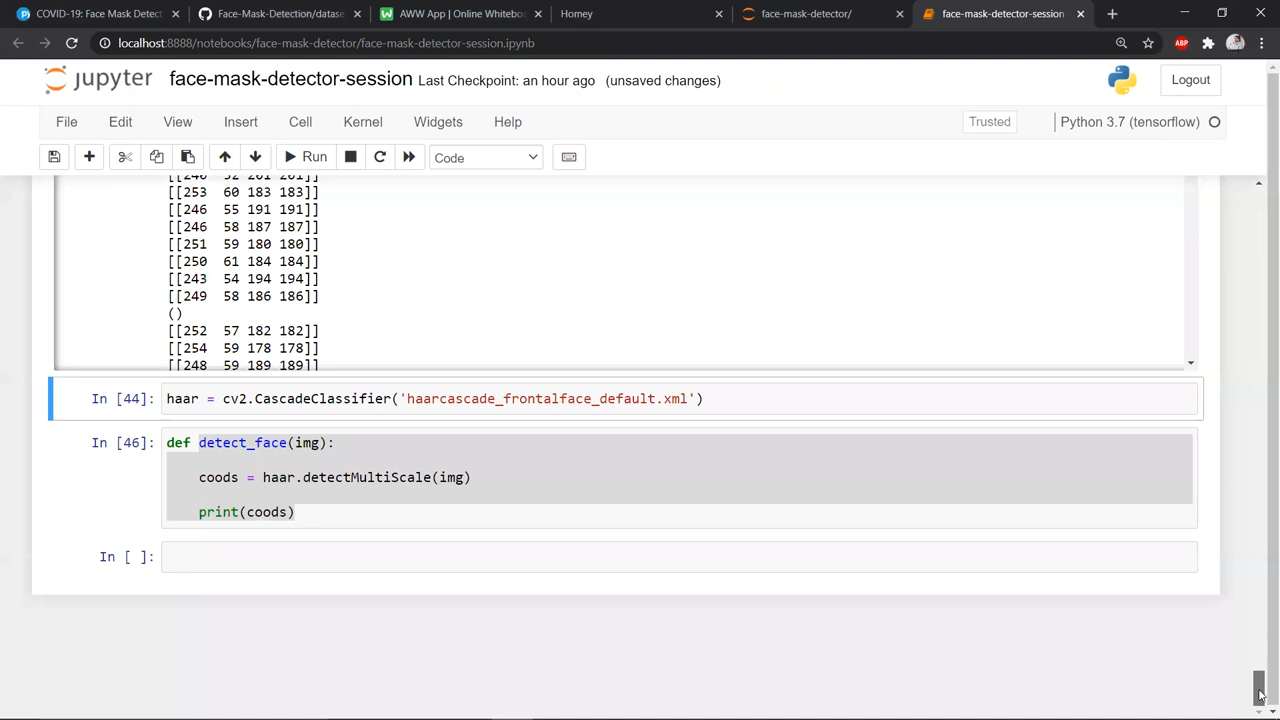 COVID-19: Face Mask Detect
Face-Mask-Detection/datase
AWW App | Online Whiteboa
Homey
face-mask-detector/
face-mask-detector-session
localhost:8888/notebooks/face-mask-detector/face-mask-detector-session.ipynb
ABP
jupyter face-mask-detector-session Last Checkpoint: an hour ago (unsaved changes)
Logout
File Edit View Insert Cell Kernel Widgets Help
Trusted
Python 3.7 (tensorflow)
Run
Code
[[253 60 183 183]]
[[246 55 191 191]]
[[246 58 187 187]]
[[251 59 180 180]]
[[250 61 184 184]]
[[243 54 194 194]]
[[249 58 186 186]]
()
[[252 57 182 182]]
[[254 59 178 178]]
[[248 59 189 189]]
In [44]: haar = cv2.CascadeClassifier('haarcascade_frontalface_default.xml')
In [46]: def detect_face(img):
coods = haar.detectMultiScale(img)
print(coods)
In [ ]: